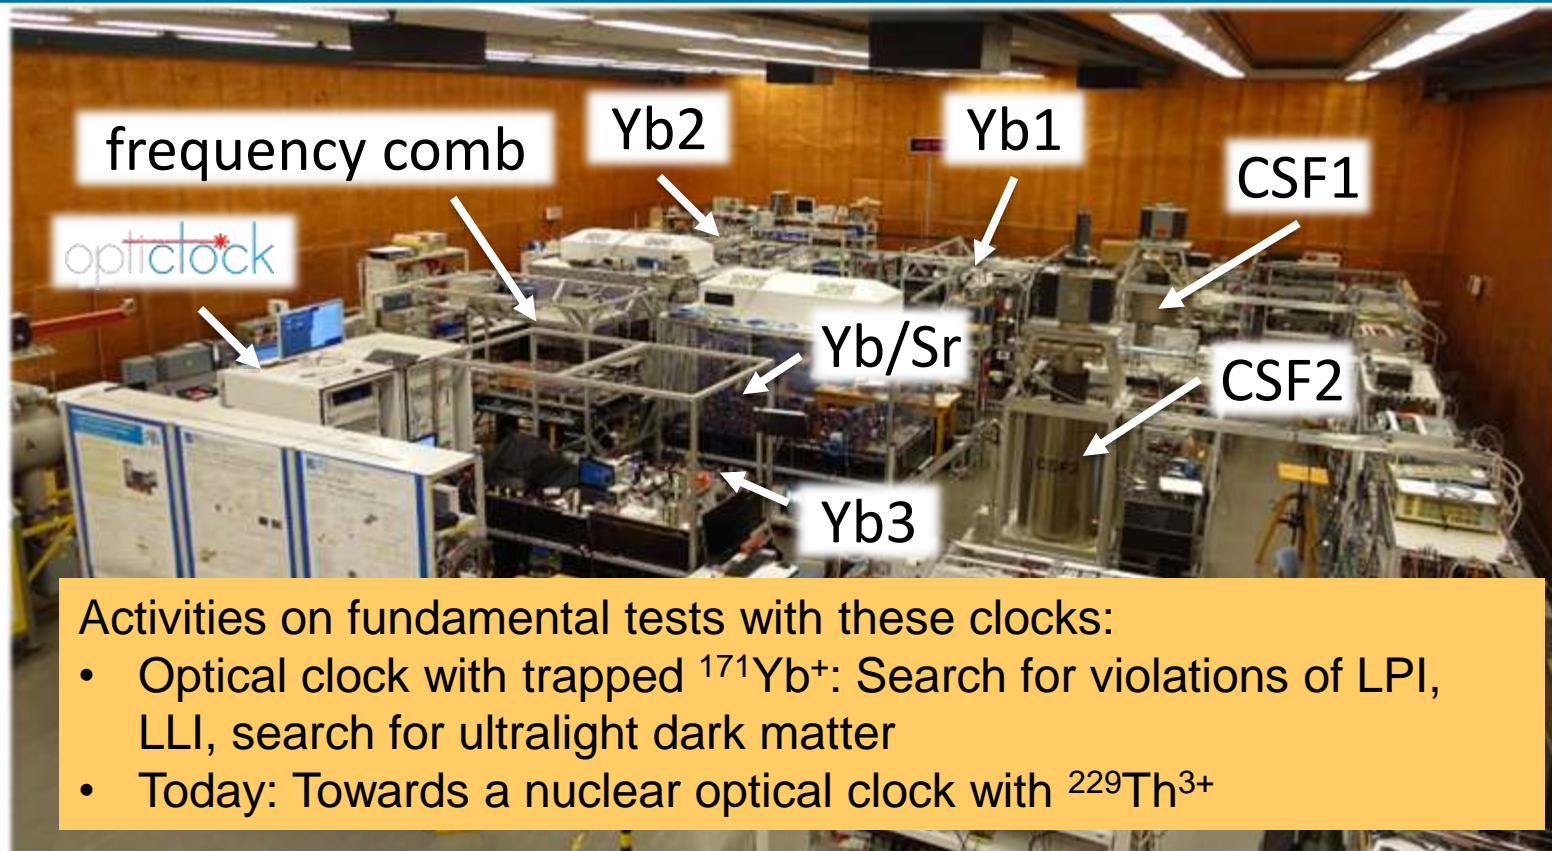 Yb2
Yb1
frequency comb
CSF1
opticlock
Yb/Sr
CSF2
CSF2
Yb3
Activities on fundamental tests with these clocks:
• Optical clock with trapped ¹⁷¹Yb⁺: Search for violations of LPI,
LLI, search for ultralight dark matter
• Today: Towards a nuclear optical clock with ²²⁹Th³⁺